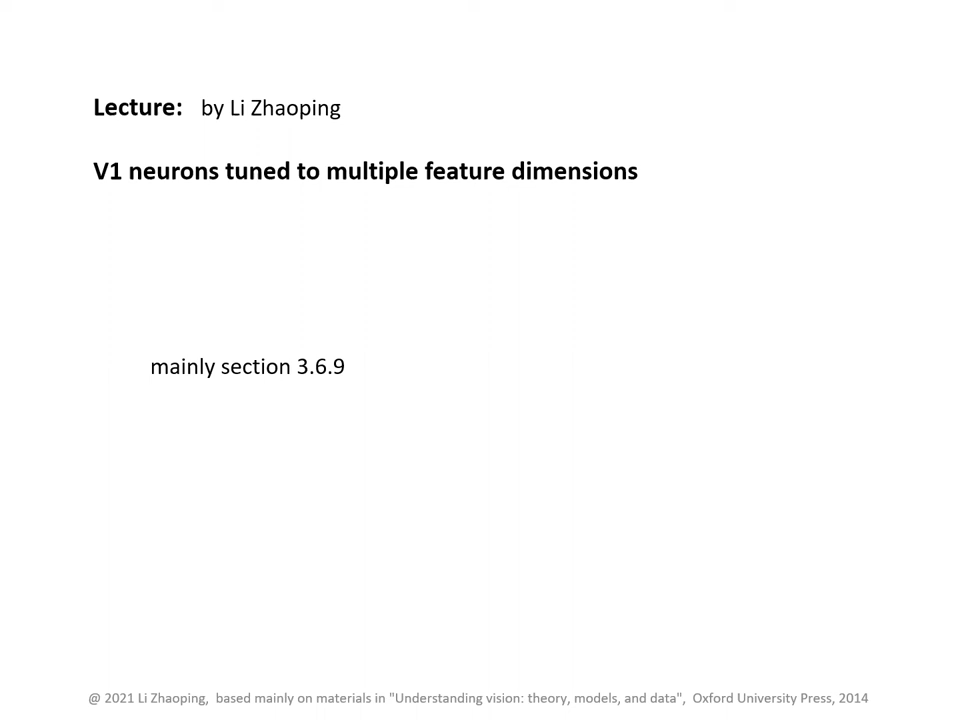 Lecture: by Li Zhaoping
V1 neurons tuned to multiple feature dimensions
mainly section 3.6.9
@ 2021 Li Zhaoping, based mainly on materials in "Understanding vision: theory, models, and data", Oxford University Press, 2014